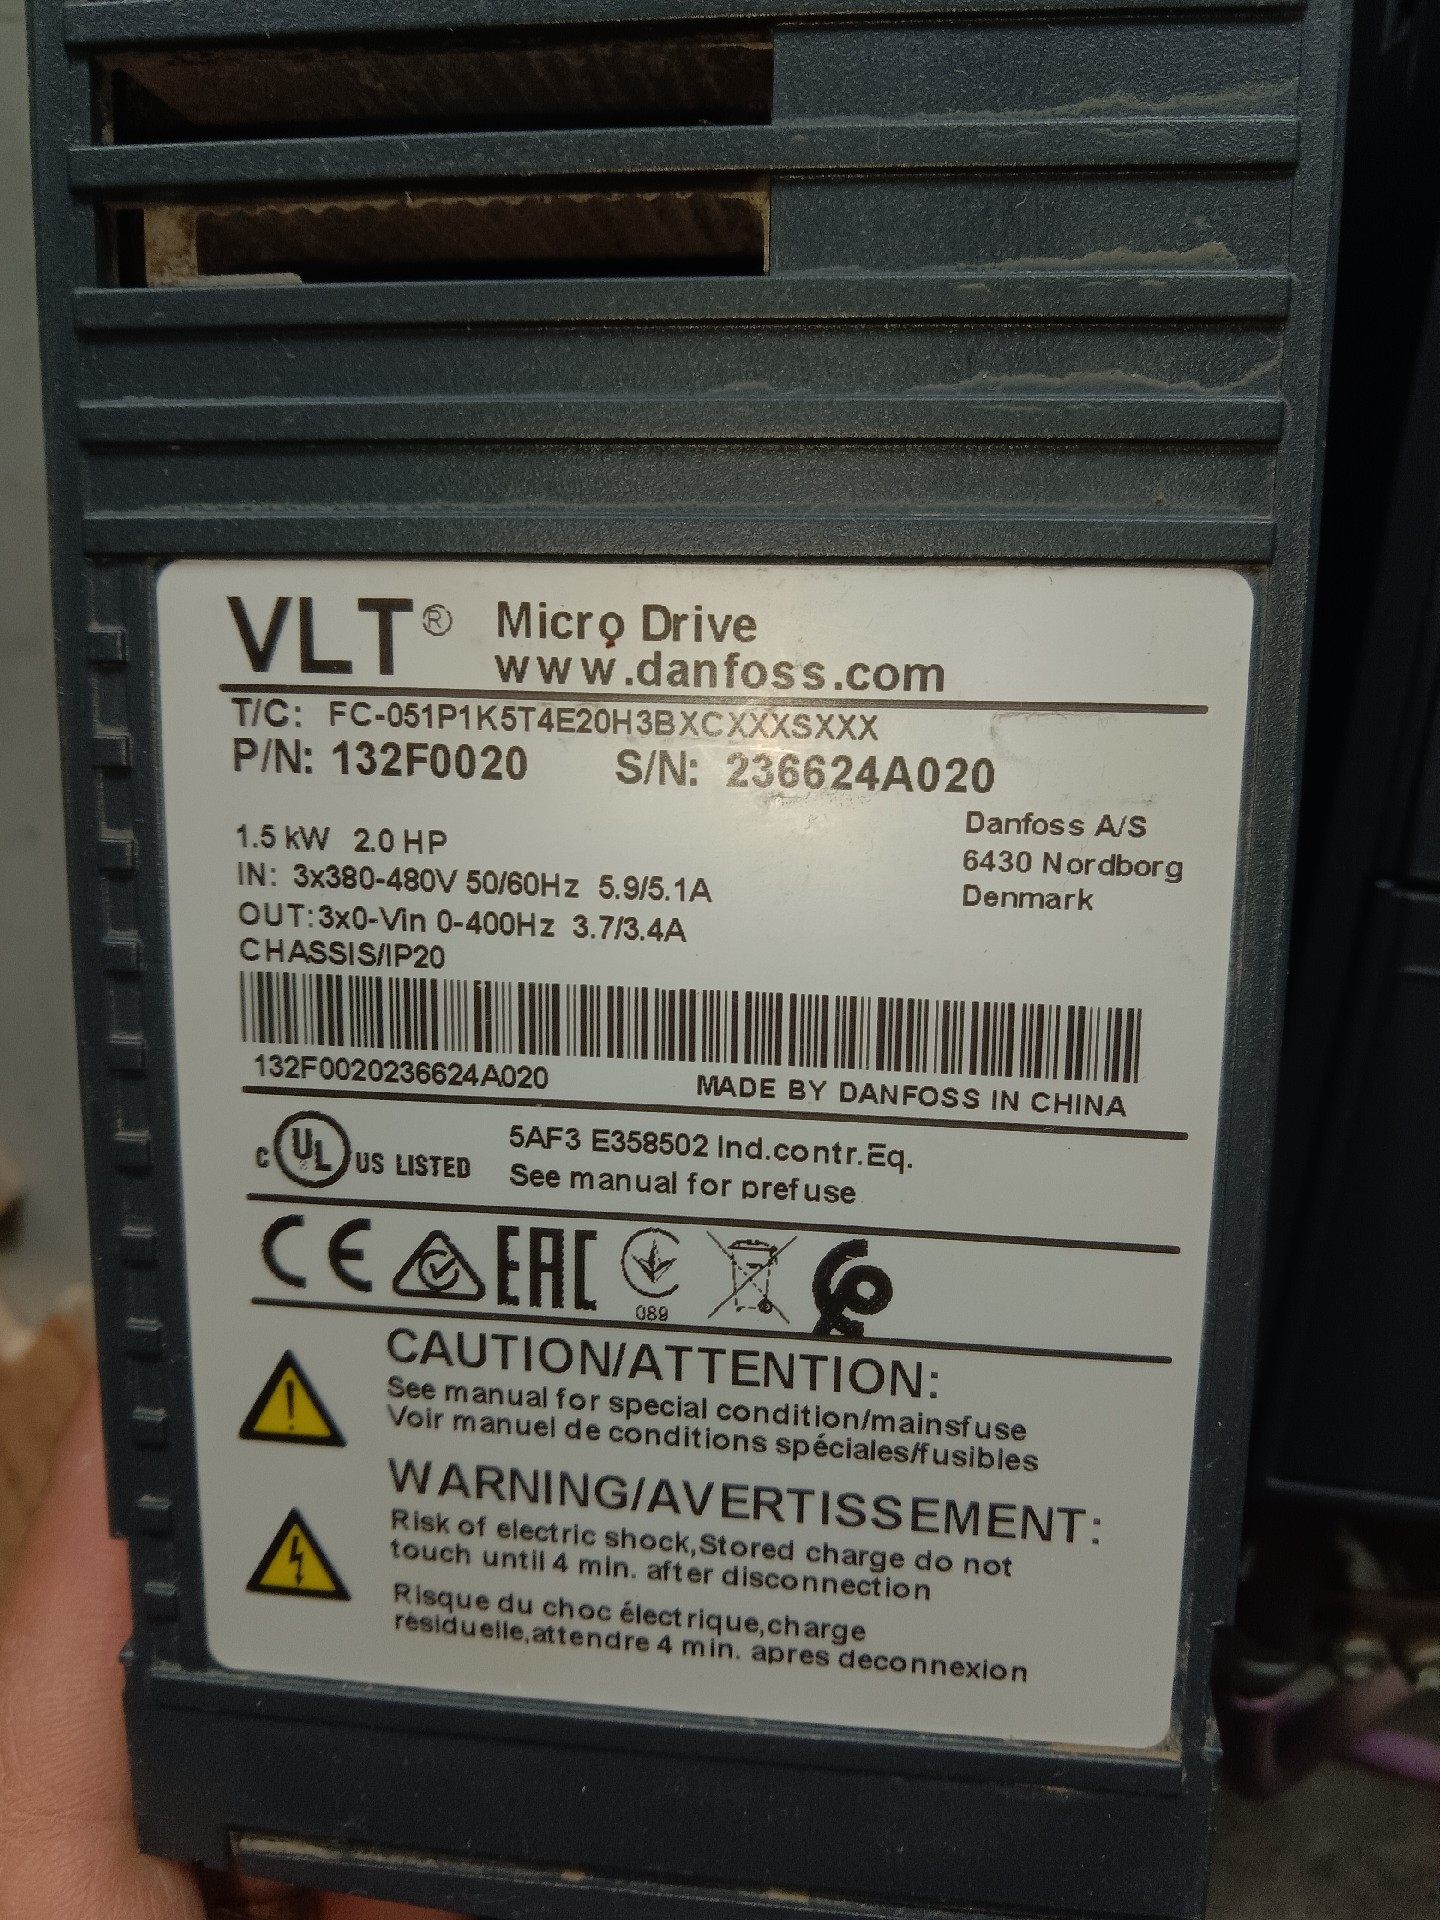 VLT® Micro Drive
www.danfoss.com
T/C: FC-051P1K5T4E20H3BXCXXXSXXX
P/N: 132F0020 S/N: 236624A020
1.5 kW 2.0 HP
IN: 3x380-480V 50/60Hz 5.9/5.1A
OUT:3x0-Vin 0-400Hz 3.7/3.4A
CHASSIS/IP20
Danfoss A/S
6430 Nordborg
Denmark
132F0020236624A020 MADE BY DANFOSS IN CHINA
c UL US LISTED
5AF3 E358502 Ind.contr.Eq.
See manual for prefuse
CE EAC
089
CAUTION/ATTENTION:
See manual for special condition/mainsfuse
Voir manuel de conditions spéciales/fusibles
WARNING/AVERTISSEMENT:
Risk of electric shock,Stored charge do not
touch until 4 min. after disconnection
Risque du choc électrique,charge
résiduelle,attendre 4 min. apres deconnexion